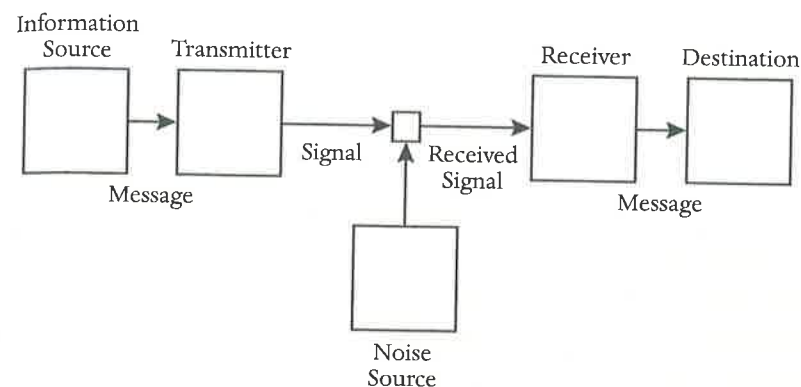 Information
Source
Transmitter
Receiver
Destination
Signal
Received
Signal
Message
Message
Noise
Source